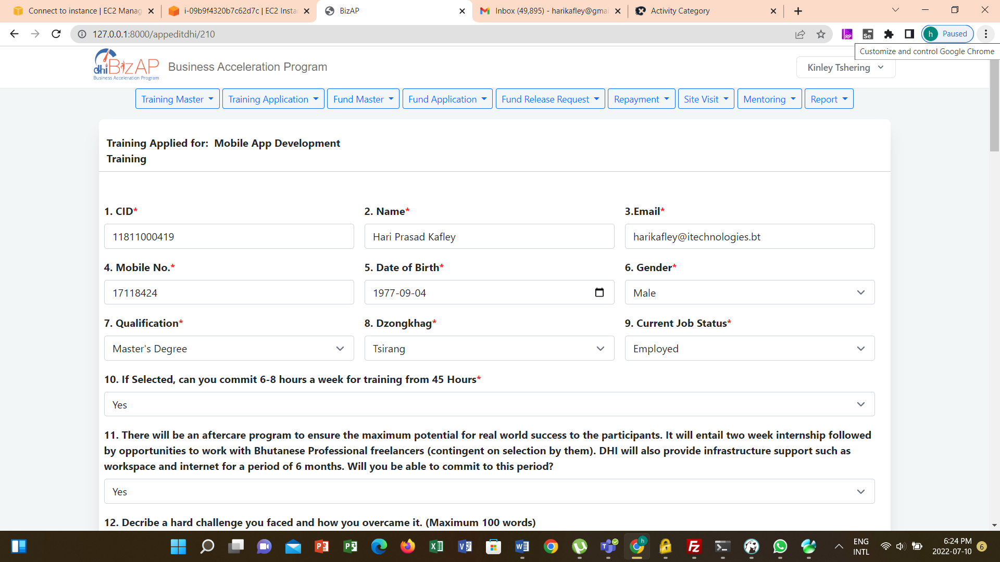 Connect to instance | EC2 Manag
i-09b9f4320b7c62d7c | EC2 Insta
BizAP
Inbox (49,895) - harikafley@gmai
Activity Category
127.0.0.1:8000/appeditdhi/210
RP
Se
h
Paused
Customize and control Google Chrome
dhi BizAP
Business Acceleration Program
Business Acceleration Program
Kinley Tshering
Training Master
Training Application
Fund Master
Fund Application
Fund Release Request
Repayment
Site Visit
Mentoring
Report
Training Applied for: Mobile App Development
Training
1. CID*
2. Name*
3.Email*
11811000419
Hari Prasad Kafley
harikafley@itechnologies.bt
4. Mobile No.*
5. Date of Birth*
6. Gender*
17118424
1977-09-04
Male
7. Qualification*
8. Dzongkhag*
9. Current Job Status*
Master's Degree
Tsirang
Employed
10. If Selected, can you commit 6-8 hours a week for training from 45 Hours*
Yes
11. There will be an aftercare program to ensure the maximum potential for real world success to the participants. It will entail two week internship followed
by opportunities to work with Bhutanese Professional freelancers (contingent on selection by them). DHI will also provide infrastructure support such as
workspace and internet for a period of 6 months. Will you be able to commit to this period?
Yes
12. Decribe a hard challenge you faced and how you overcame it. (Maximum 100 words)
ENG
INTL
6:24 PM
2022-07-10
6